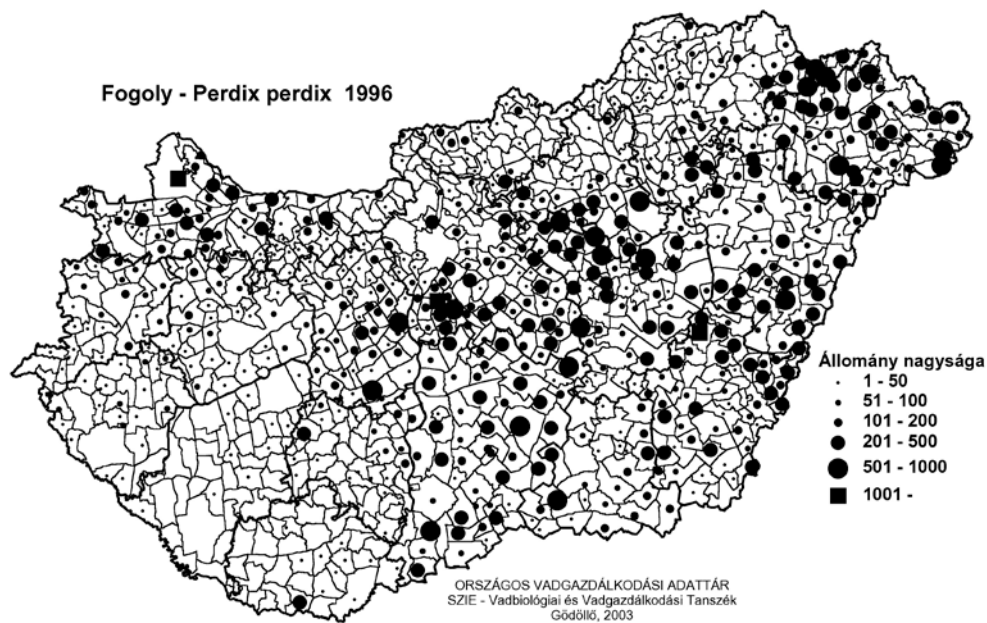 Fogoly - Perdix perdix 1996
Állomány nagysága
1 - 50
51 - 100
101 - 200
201 - 500
501 - 1000
1001 -
ORSZÁGOS VADGAZDÁLKODÁSI ADATTÁR
SZIE - Vadbiológiai és Vadgazdálkodási Tanszék
Gödöllő, 2003